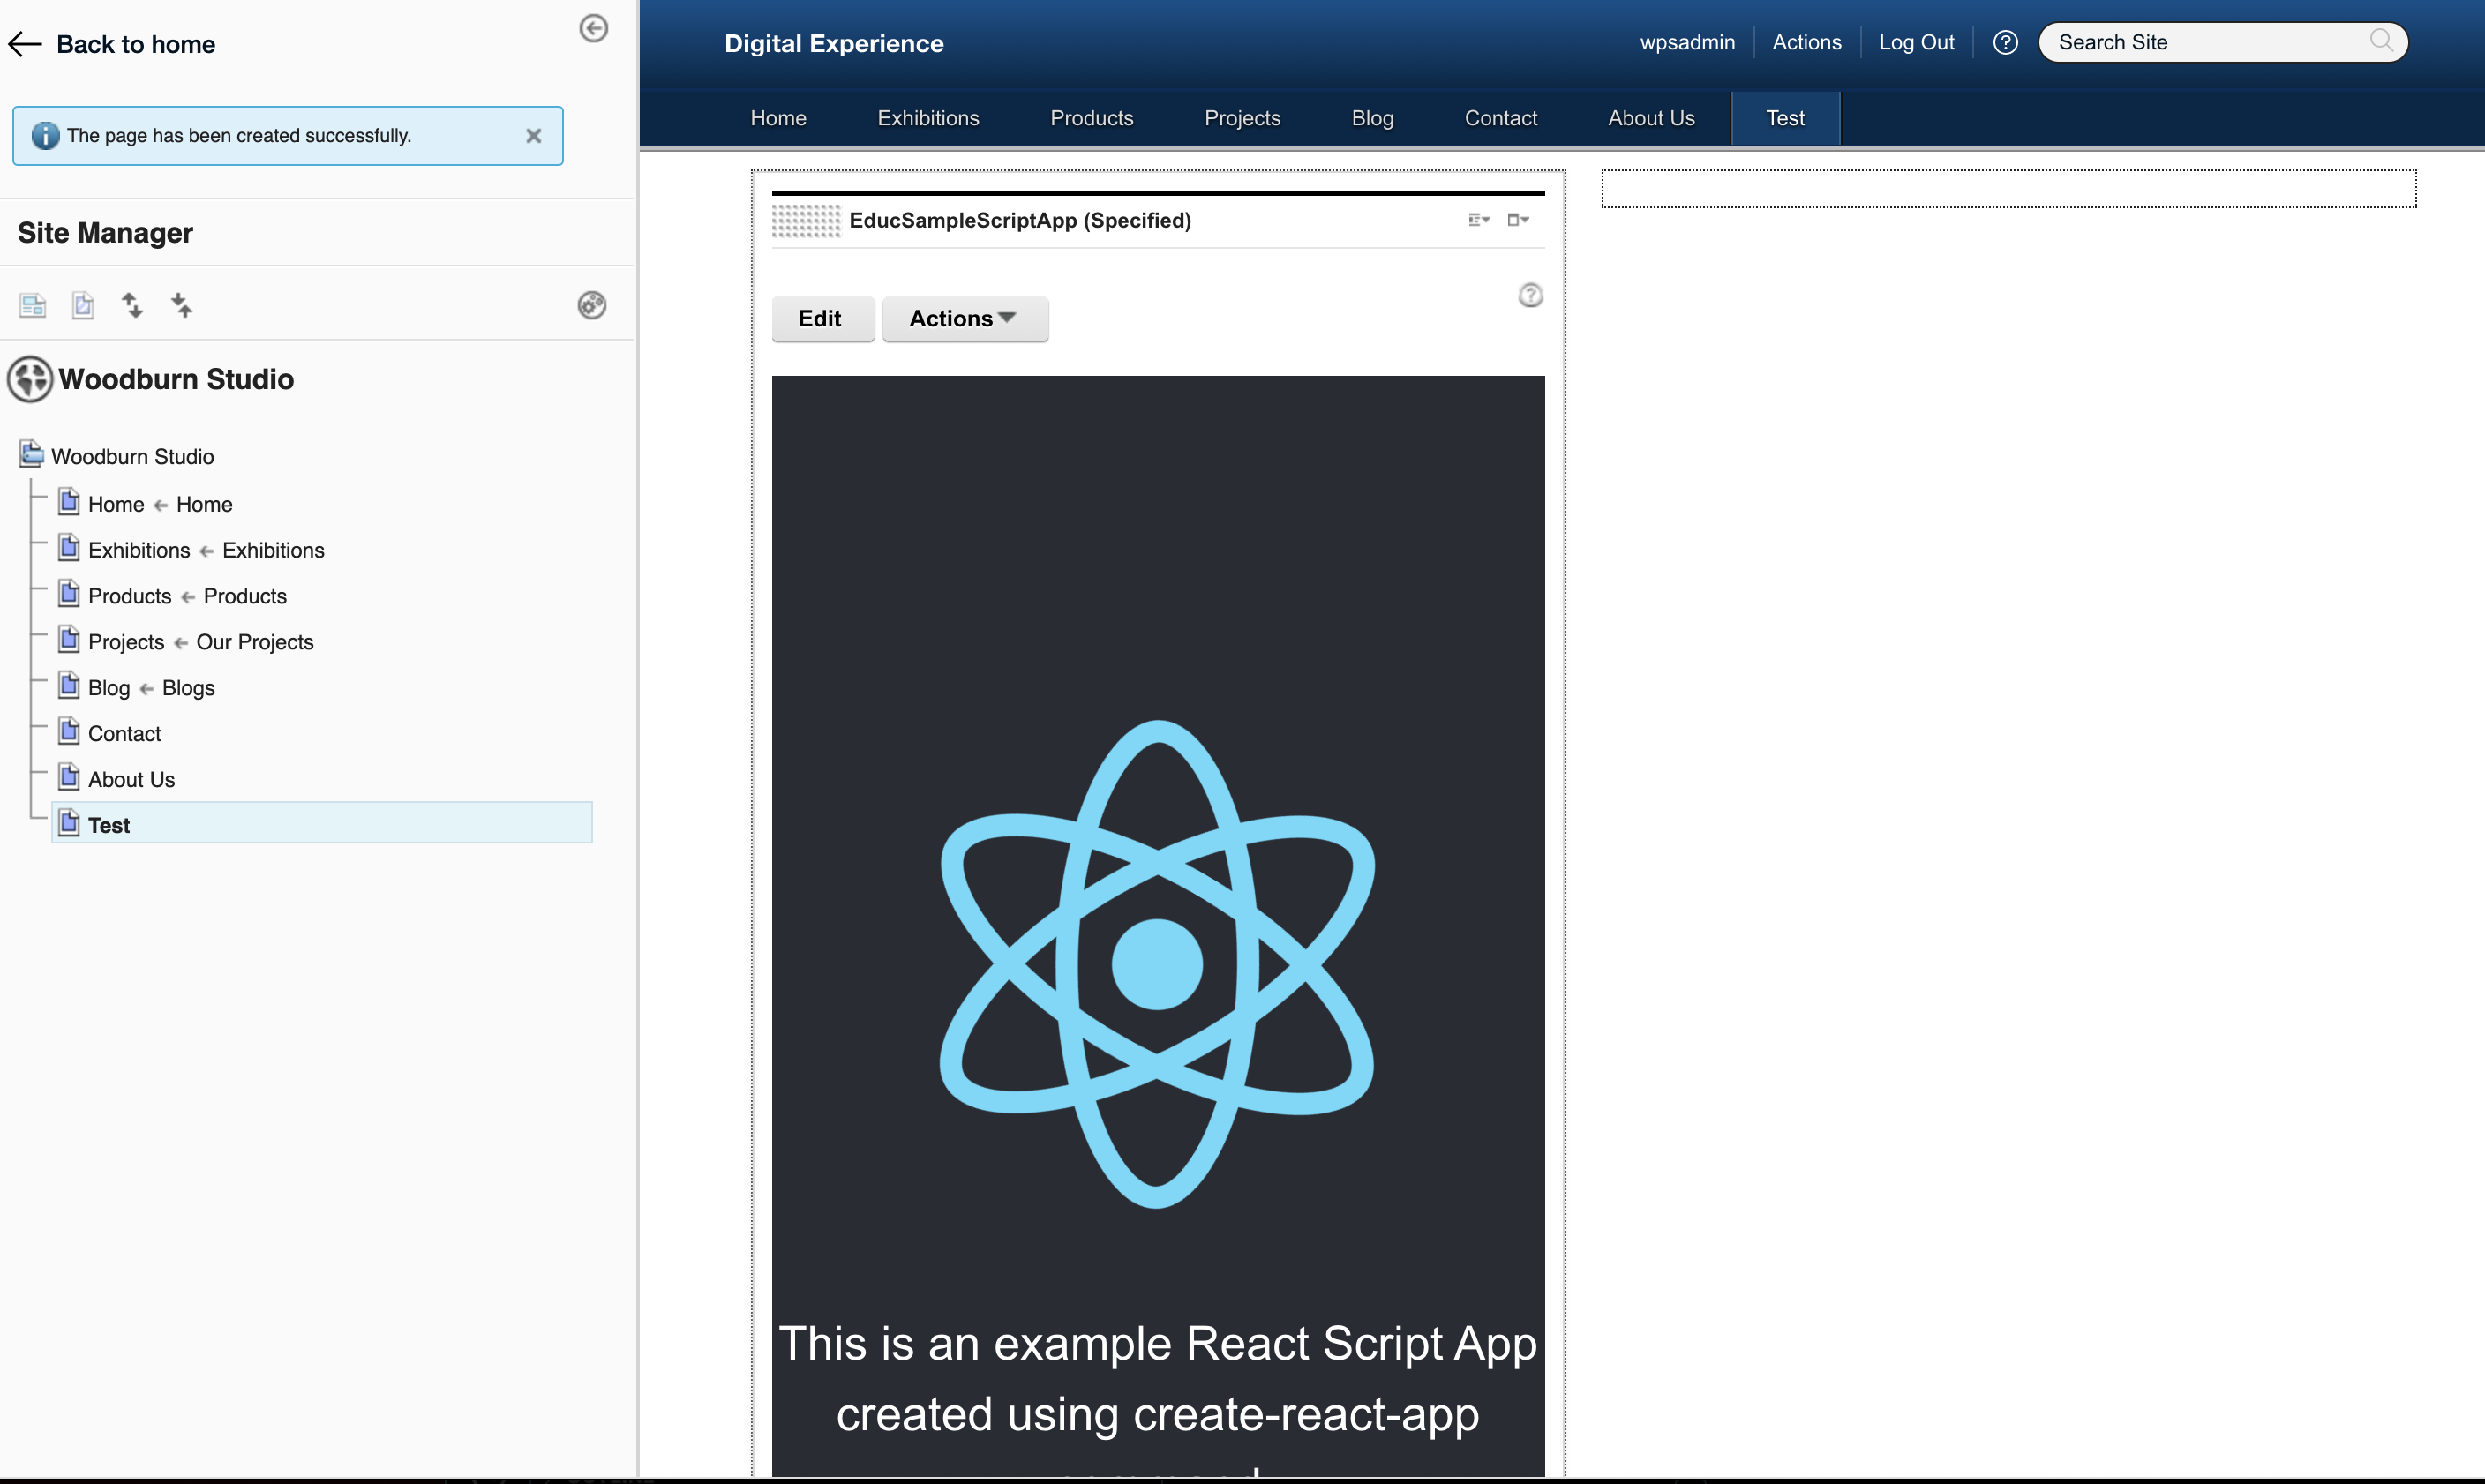 Back to home
The page has been created successfully.
Site Manager
Woodburn Studio
Woodburn Studio
Home ← Home
Exhibitions ← Exhibitions
Products ← Products
Projects ← Our Projects
Blog ← Blogs
Contact
About Us
Test
Digital Experience
wpsadmin
Actions
Log Out
Search Site
Home
Exhibitions
Products
Projects
Blog
Contact
About Us
Test
EducSampleScriptApp (Specified)
Edit
Actions
This is an example React Script App
created using create-react-app